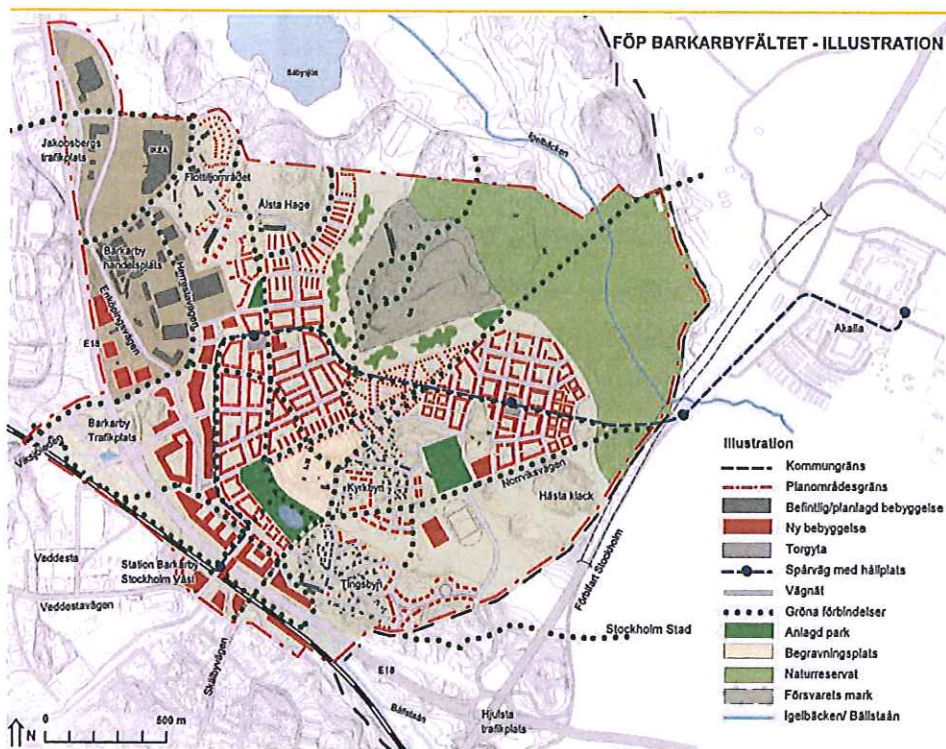 FÖP BARKARBYFÄLTET - ILLUSTRATION
Säbysjön
Igelbäcken
Jakobsbergs
trafikplats
IKEA
Flottiljområdet
Ålsta Hage
Barkarby
handelsplats
Herrestavägen
Enköpingsvägen
E18
Akalla
Barkarby
Trafikplats
Viksjöleden
Kyrkbyn
Norrviksvägen
Hästa klack
Veddesta
Station Barkarby
Stockholm Väst
Tingsbyn
Veddestavägen
Skälbyvägen
Förbifart Stockholm
Stockholm Stad
E18
Bällstaån
Hjulsta
trafikplats
N
0 500 m
Illustration
Kommungräns
Planområdesgräns
Befintlig/planlagd bebyggelse
Ny bebyggelse
Torgyta
Spårväg med hållplats
Vägnät
Gröna förbindelser
Anlagd park
Begravningsplats
Naturreservat
Försvarets mark
Igelbäcken/ Bällstaån